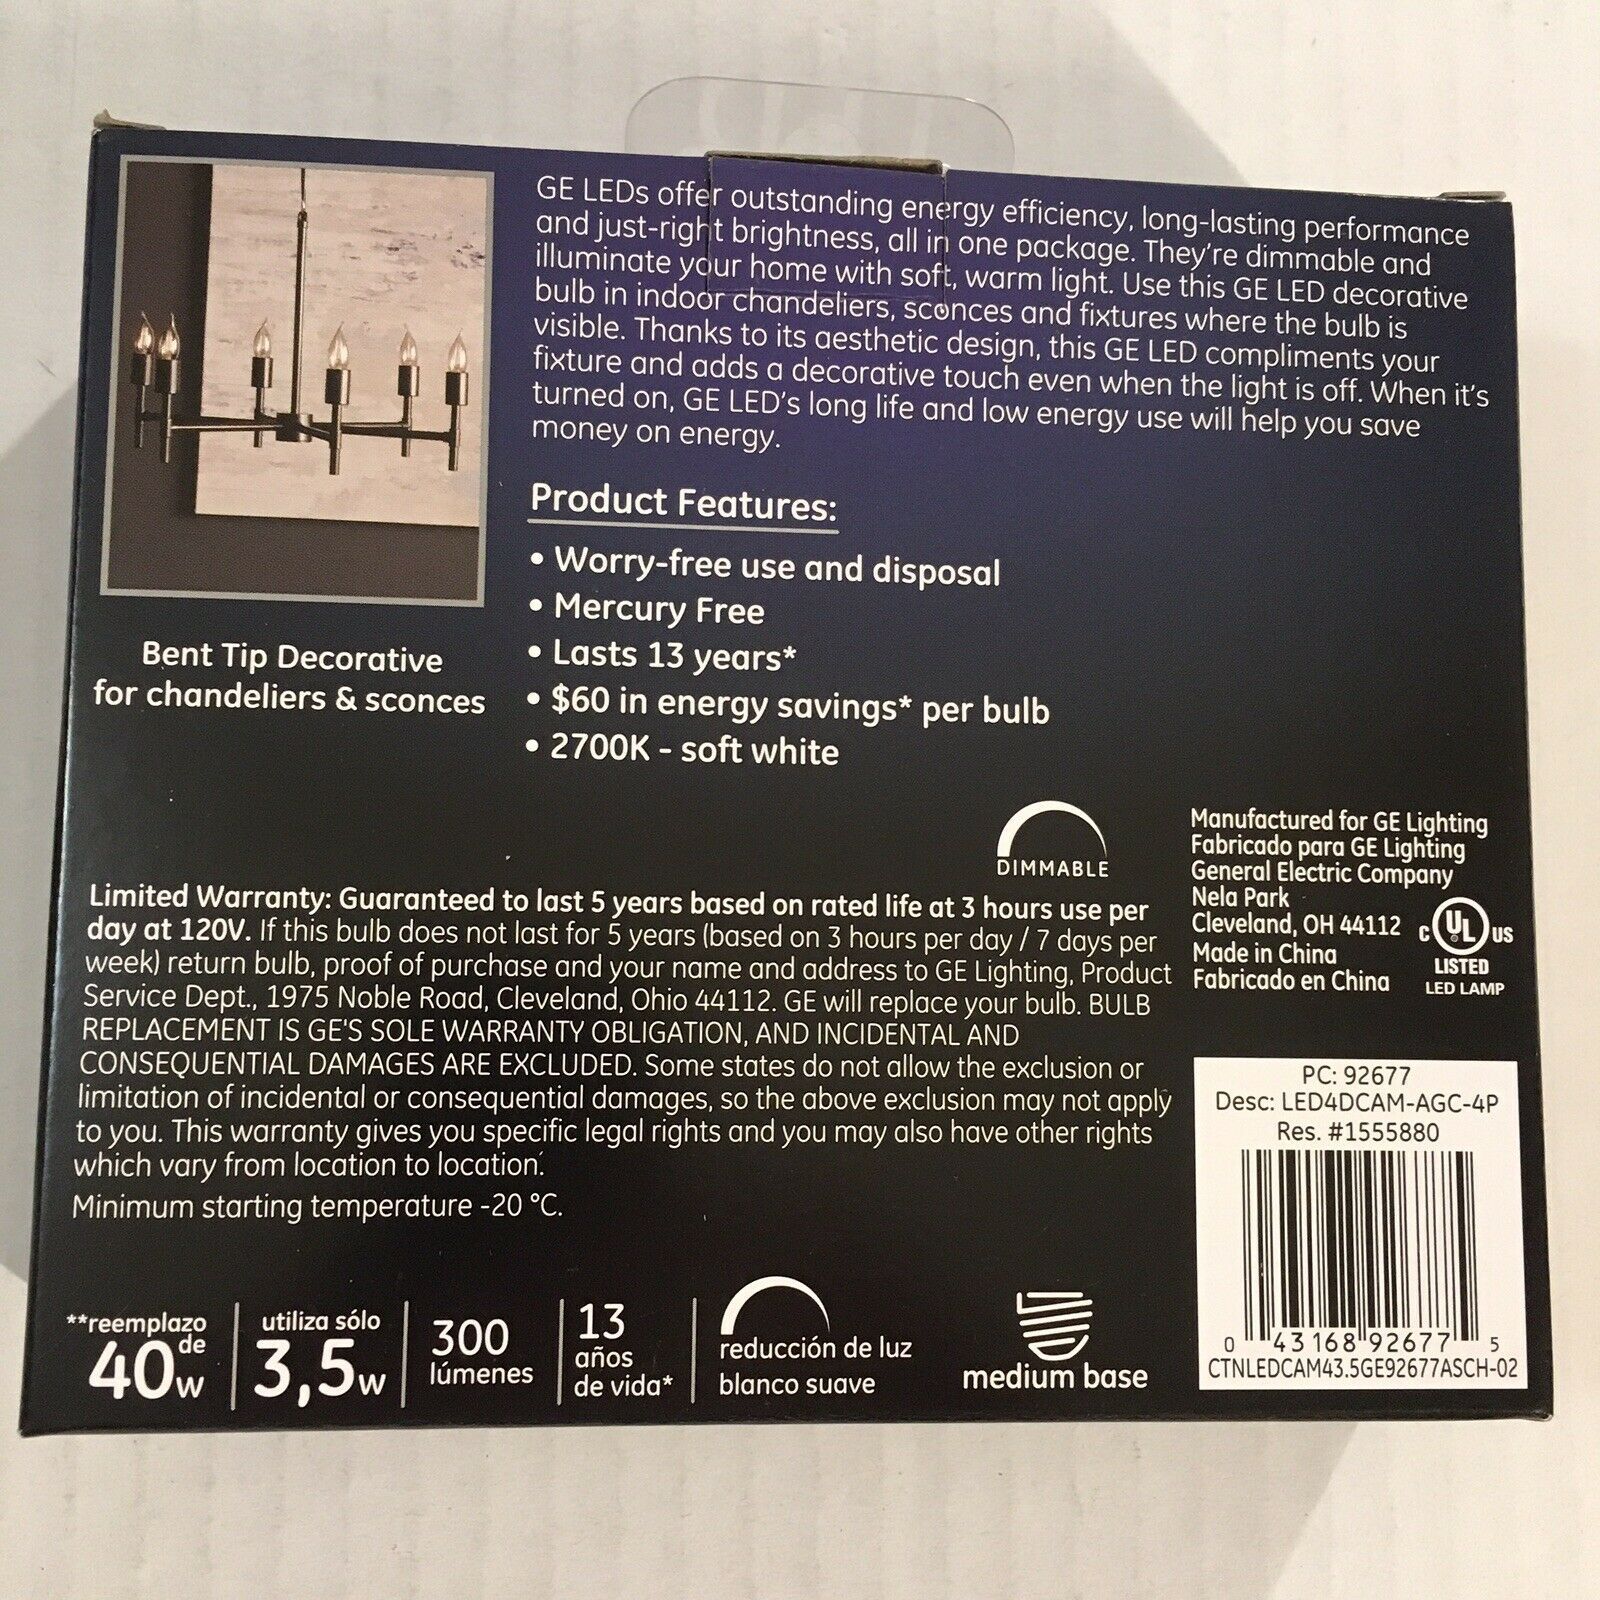 GE LEDs offer outstanding energy efficiency, long-lasting performance
and just-right brightness, all in one package. They're dimmable and
illuminate your home with soft, warm light. Use this GE LED decorative
bulb in indoor chandeliers, sconces and fixtures where the bulb is
visible. Thanks to its aesthetic design, this GE LED compliments your
fixture and adds a decorative touch even when the light is off. When it's
turned on, GE LED's long life and low energy use will help you save
money on energy.
Product Features:
• Worry-free use and disposal
• Mercury Free
• Lasts 13 years*
• $60 in energy savings* per bulb
• 2700K - soft white
Bent Tip Decorative
for chandeliers & sconces
DIMMABLE
Manufactured for GE Lighting
Fabricado para GE Lighting
General Electric Company
Nela Park
Cleveland, OH 44112
Made in China
Fabricado en China
C UL US
LISTED
LED LAMP
Limited Warranty: Guaranteed to last 5 years based on rated life at 3 hours use per
day at 120V. If this bulb does not last for 5 years (based on 3 hours per day / 7 days per
week) return bulb, proof of purchase and your name and address to GE Lighting, Product
Service Dept., 1975 Noble Road, Cleveland, Ohio 44112. GE will replace your bulb. BULB
REPLACEMENT IS GE'S SOLE WARRANTY OBLIGATION, AND INCIDENTAL AND
CONSEQUENTIAL DAMAGES ARE EXCLUDED. Some states do not allow the exclusion or
limitation of incidental or consequential damages, so the above exclusion may not apply
to you. This warranty gives you specific legal rights and you may also have other rights
which vary from location to location.
Minimum starting temperature -20 °C.
PC: 92677
Desc: LED4DCAM-AGC-4P
Res. #1555880
0 43168 92677 5
CTNLEDCAM43.5GE92677ASCH-02
**reemplazo
de
40w
utiliza sólo
3,5w
300
lúmenes
13
años
de vida*
reducción de luz
blanco suave
medium base